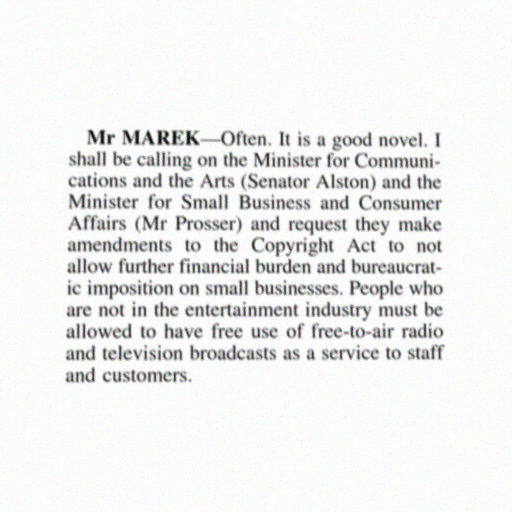 Mr MAREK—Often. It is a good novel. I
shall be calling on the Minister for Communi-
cations and the Arts (Senator Alston) and the
Minister for Small Business and Consumer
Affairs (Mr Prosser) and request they make
amendments to the Copyright Act to not
allow further financial burden and bureaucrat-
ic imposition on small businesses. People who
are not in the entertainment industry must be
allowed to have free use of free-to-air radio
and television broadcasts as a service to staff
and customers.